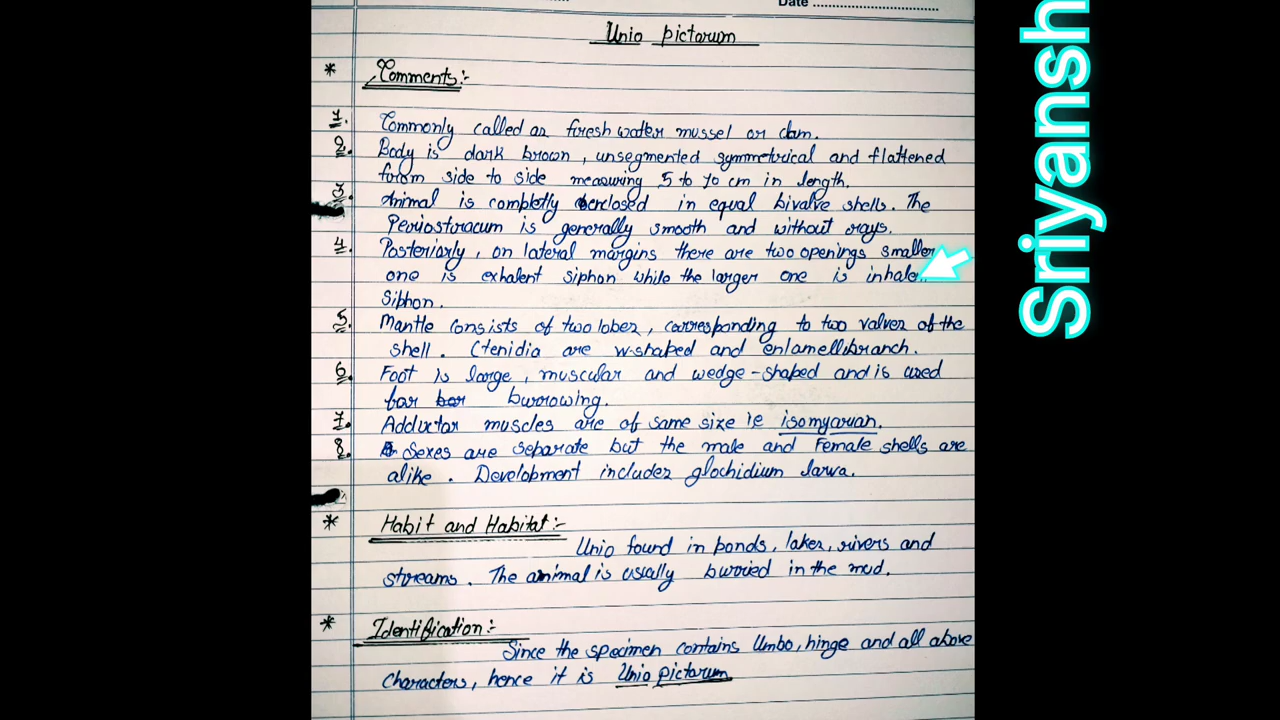 Date ....................................
Unio pictorum
* Comments:-
1. Commonly called as fresh water mussel or clam.
2. Body is dark brown, unsegmented symmetrical and flattened
from side to side measuring 5 to 10 cm in length.
3. Animal is completly enclosed in equal bivalve shells. The
Periostracum is generally smooth and without rays.
4. Posteriorly, on lateral margins there are two openings smaller
one is exhalent siphon while the larger one is inhalen
Siphon.
5. Mantle consists of two lobes, corresponding to two valves of the
shell. Ctenidia are w-shaped and enlamellibranch.
6. Foot is large, muscular and wedge-shaped and is used
for burrowing.
7. Adductor muscles are of same size ie isomyarian.
8. Sexes are separate but the male and Female shells are
alike. Development includes glochidium larva.
* Habit and Habitat:-
Unio found in ponds, lakes, rivers and
streams. The animal is usually burried in the mud.
* Identification:-
Since the specimen contains Umbo, hinge and all above
Characters, hence it is Unio pictorum
Sriyansh